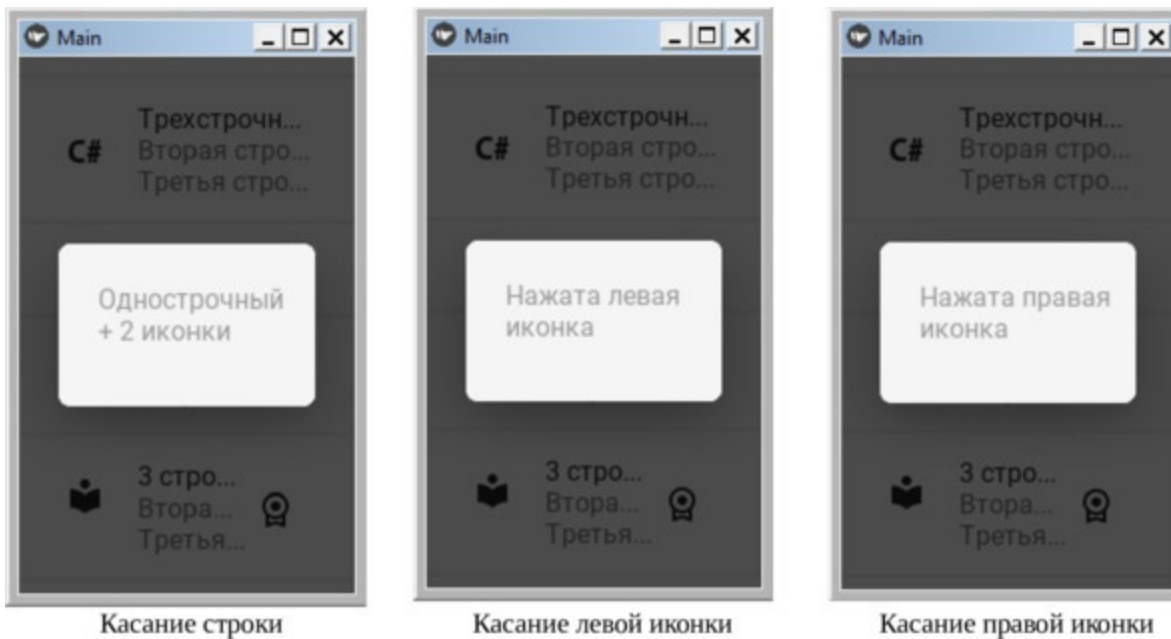 Main
C#
Трехстрочн...
Вторая стро...
Третья стро...
Однострочный
+ 2 иконки
3 стро...
Втора...
Третья...
Касание строки
Main
C#
Трехстрочн...
Вторая стро...
Третья стро...
Нажата левая
иконка
3 стро...
Втора...
Третья...
Касание левой иконки
Main
C#
Трехстрочн...
Вторая стро...
Третья стро...
Нажата правая
иконка
3 стро...
Втора...
Третья...
Касание правой иконки